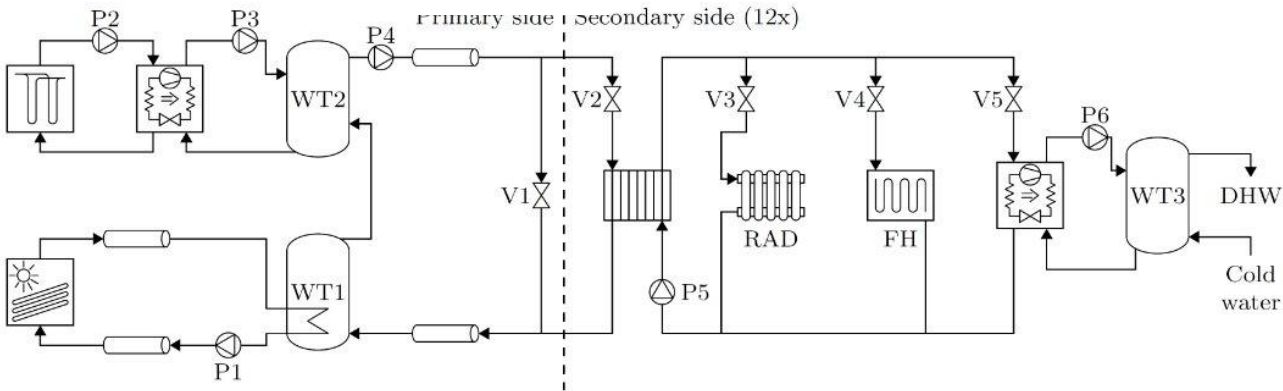 Primary side
Secondary side (12x)
P2
P3
P4
WT2
V2
V3
V4
V5
P6
V1
WT3
DHW
RAD
FH
WT1
P5
Cold
water
P1